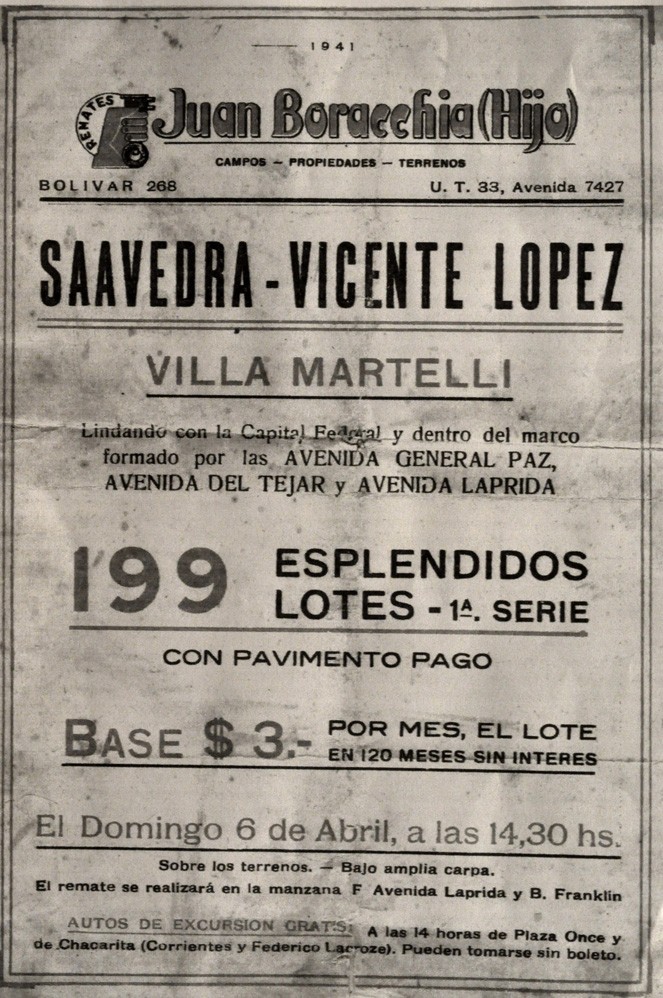 1941
REMATES
Juan Boracchia (Hijo)
CAMPOS – PROPIEDADES – TERRENOS
BOLIVAR 268
U. T. 33, Avenida 7427
SAAVEDRA - VICENTE LOPEZ
VILLA MARTELLI
Lindando con la Capital Federal y dentro del marco
formado por las AVENIDA GENERAL PAZ,
AVENIDA DEL TEJAR y AVENIDA LAPRIDA
199 ESPLENDIDOS
LOTES - 1ª. SERIE
CON PAVIMENTO PAGO
BASE $ 3.- POR MES, EL LOTE
EN 120 MESES SIN INTERES
El Domingo 6 de Abril, a las 14,30 hs.
Sobre los terrenos. — Bajo amplia carpa.
El remate se realizará en la manzana F Avenida Laprida y B. Franklin
AUTOS DE EXCURSION GRATIS: A las 14 horas de Plaza Once y
de Chacarita (Corrientes y Federico Lacroze). Pueden tomarse sin boleto.